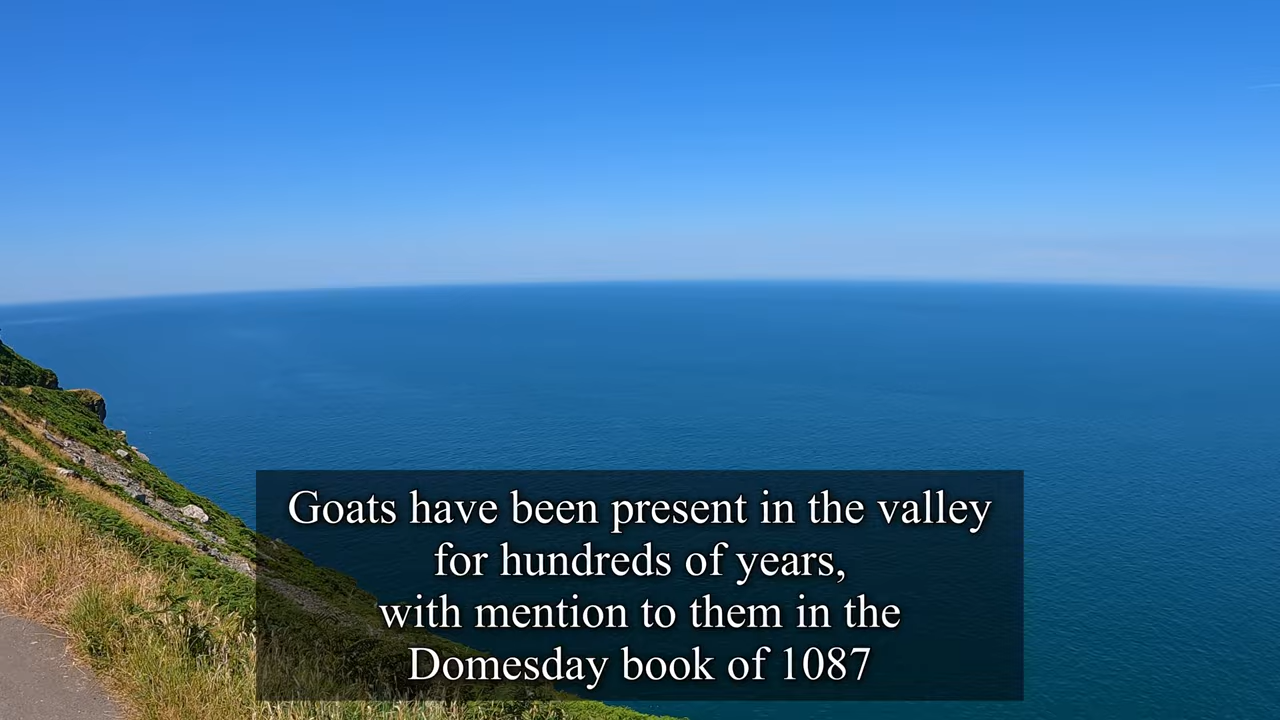 Goats have been present in the valley
for hundreds of years,
with mention to them in the
Domesday book of 1087